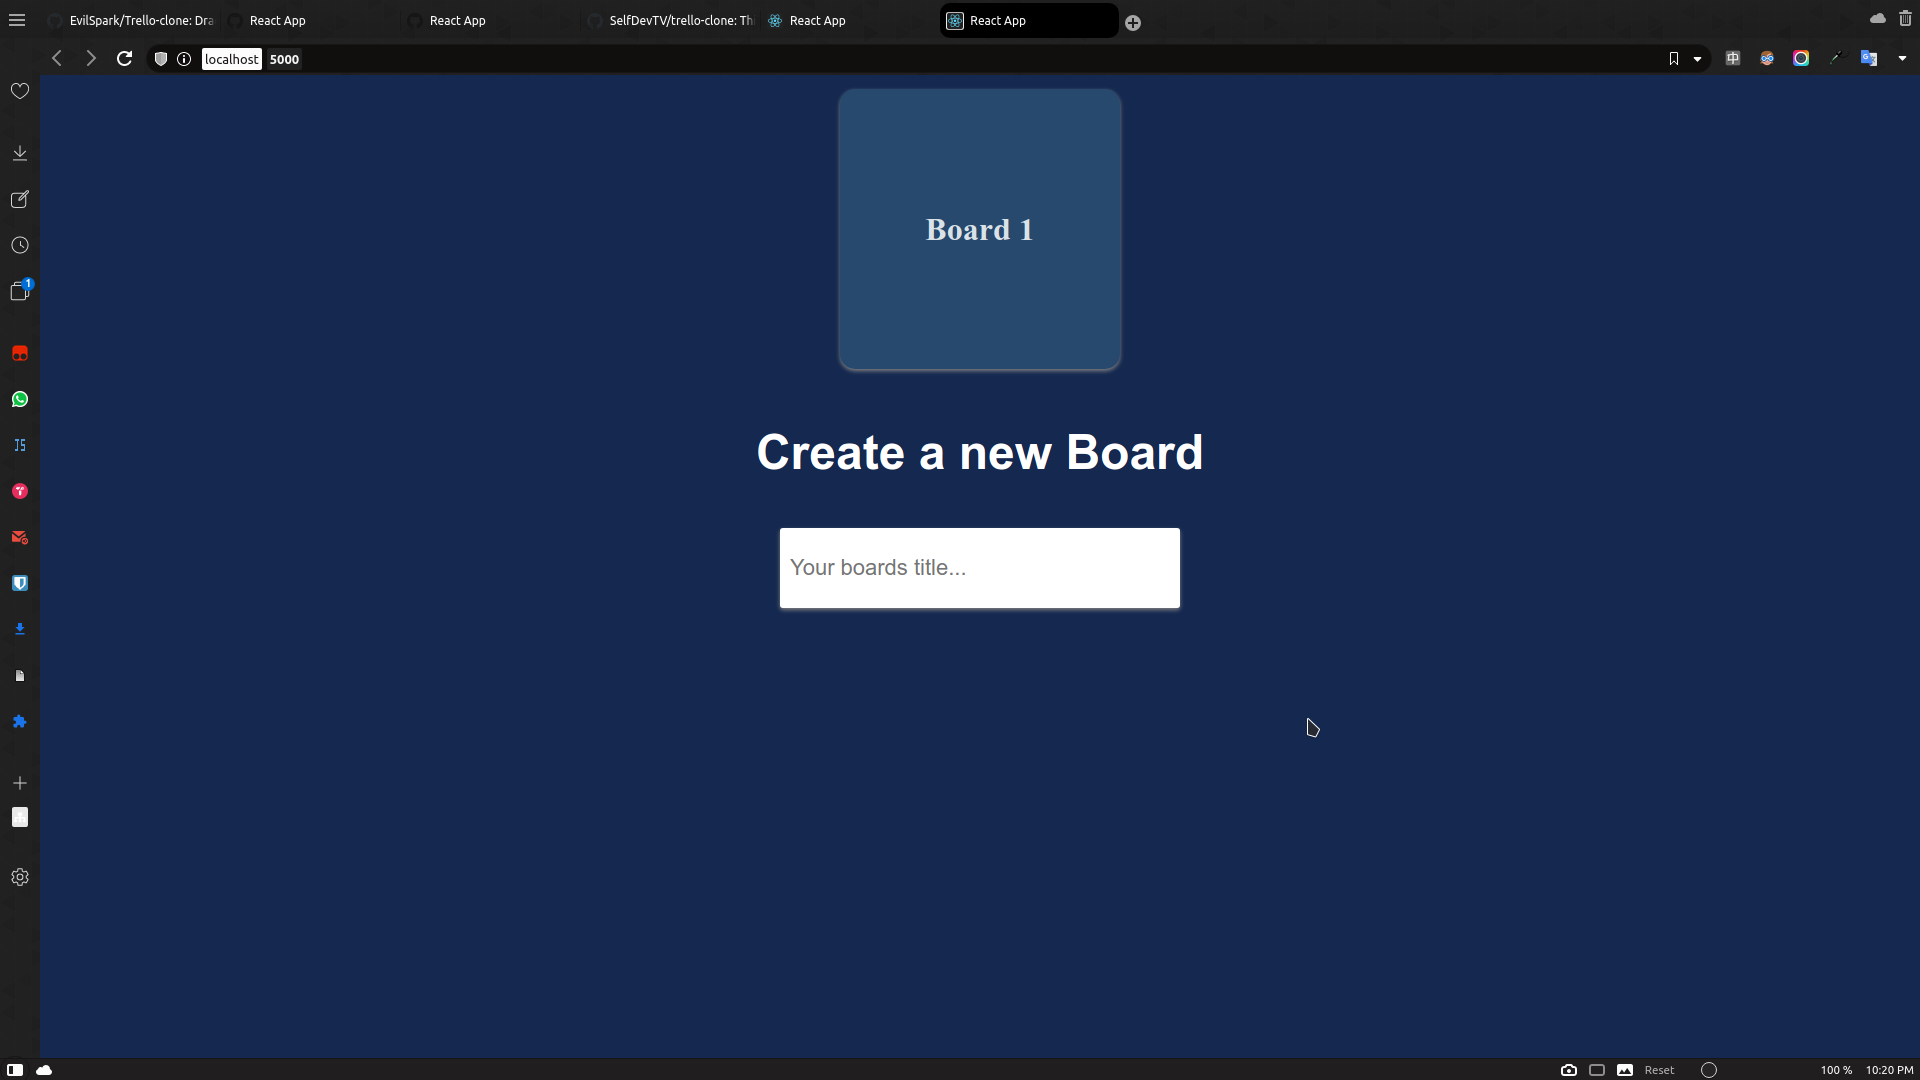 EvilSpark/Trello-clone: Dra
React App
React App
SelfDevTV/trello-clone: Th
React App
React App
localhost 5000
Board 1
1
Create a new Board
JS
Your boards title...
Reset
100 %
10:20 PM